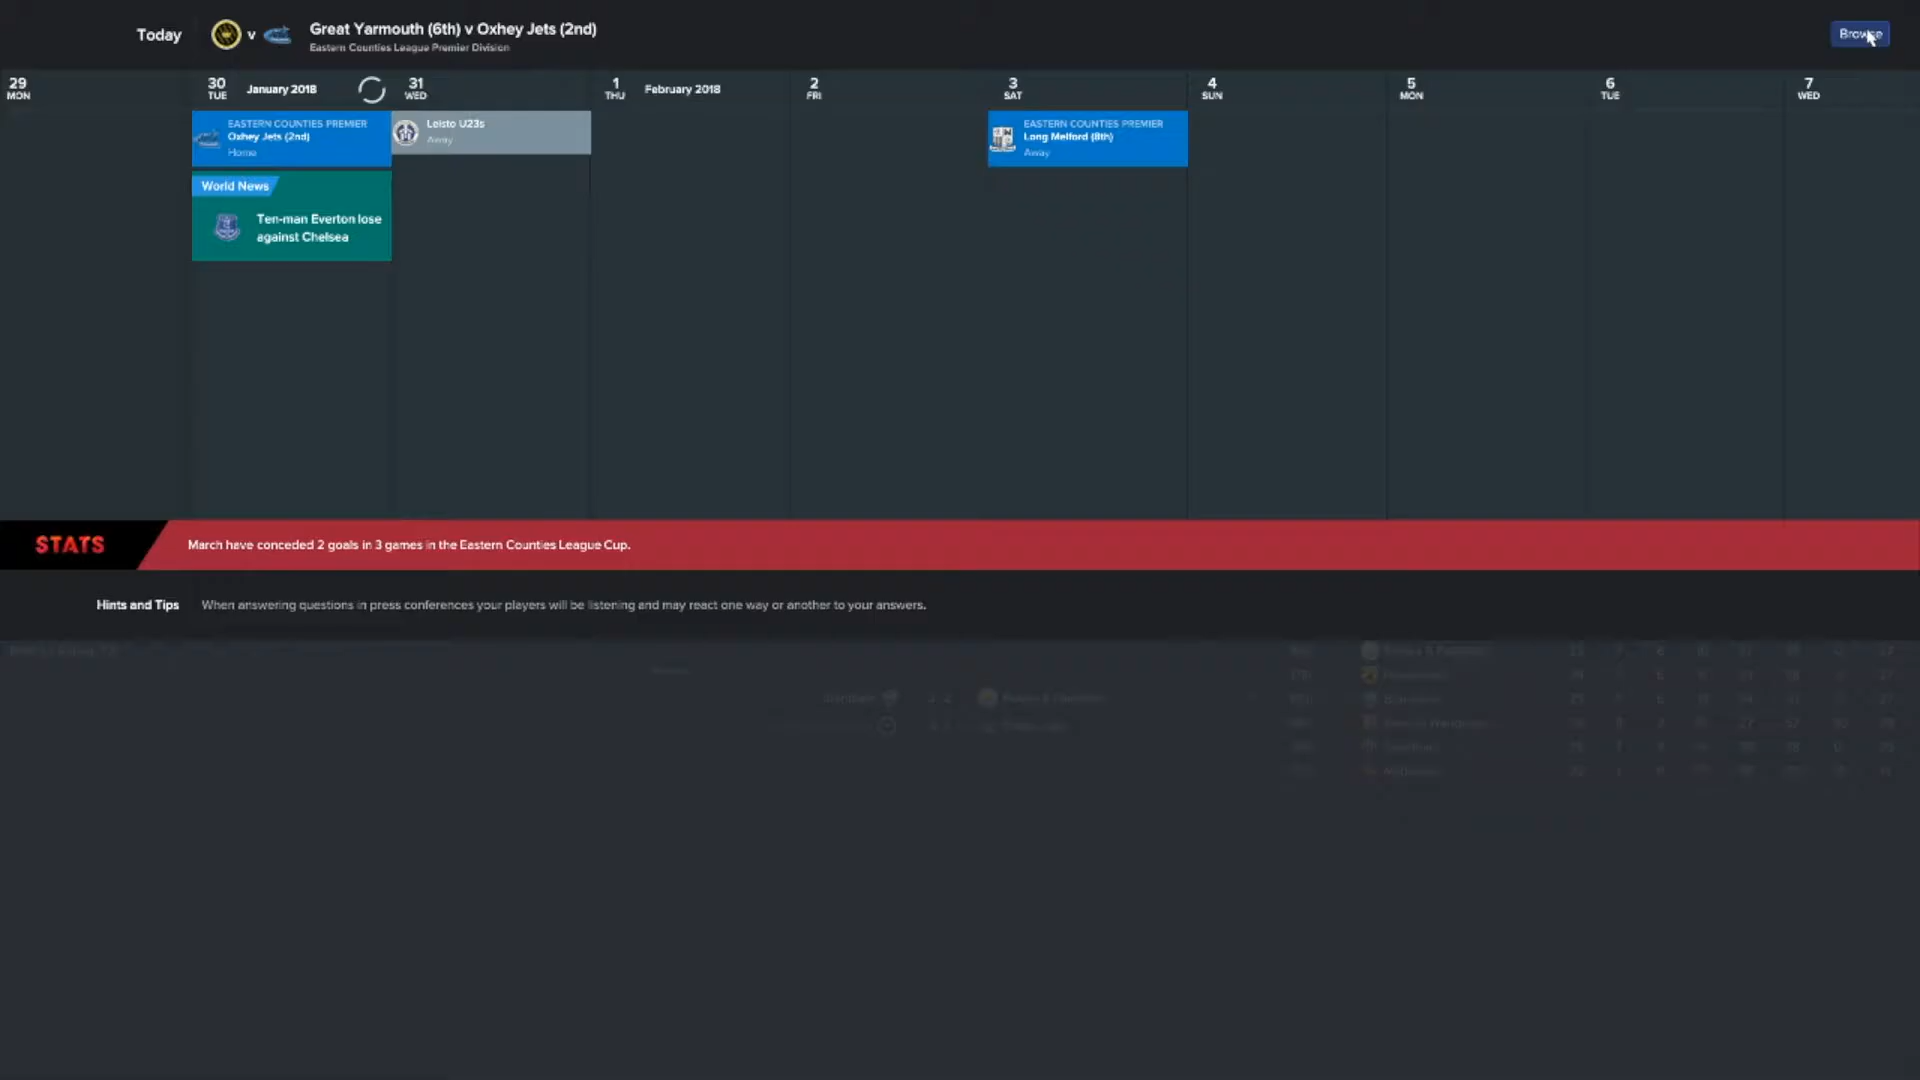 Today
v
Great Yarmouth (6th) v Oxhey Jets (2nd)
Eastern Counties League Premier Division
Browse
29
MON
30
TUE
January 2018
31
WED
1
THU
February 2018
2
FRI
3
SAT
4
SUN
5
MON
6
TUE
7
WED
EASTERN COUNTIES PREMIER
Oxhey Jets (2nd)
Home
Leisto U23s
Away
EASTERN COUNTIES PREMIER
Long Melford (8th)
Away
World News
Ten-man Everton lose
against Chelsea
STATS
March have conceded 2 goals in 3 games in the Eastern Counties League Cup.
Hints and Tips
When answering questions in press conferences your players will be listening and may react one way or another to your answers.